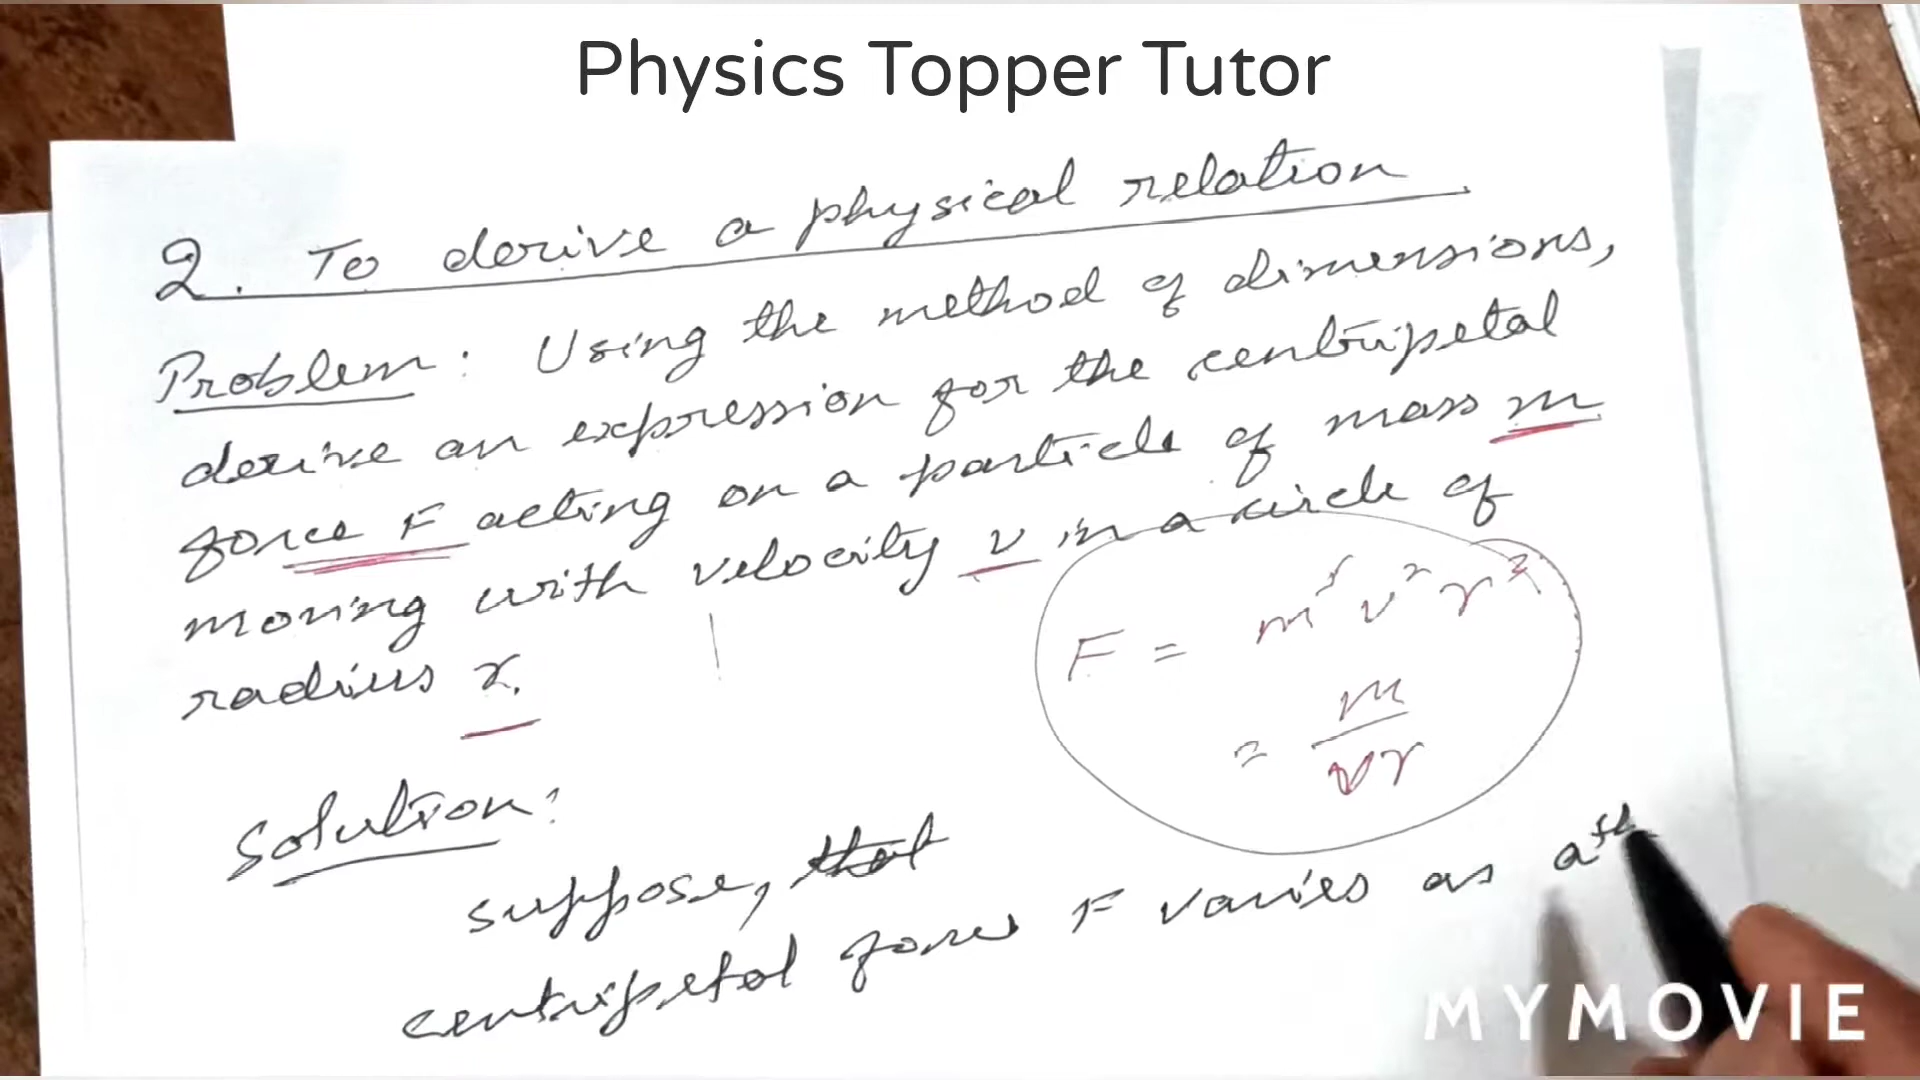 Physics Topper Tutor
2. To derive a physical relation
Problem: Using the method of dimensions,
derive an expression for the centripetal
force F acting on a particle of mass m
moving with velocity v in a circle of
radius r.
F = m v² r²
= m
vr
Solution:
suppose, that
centripetal force F varies as a
MYMOVIE